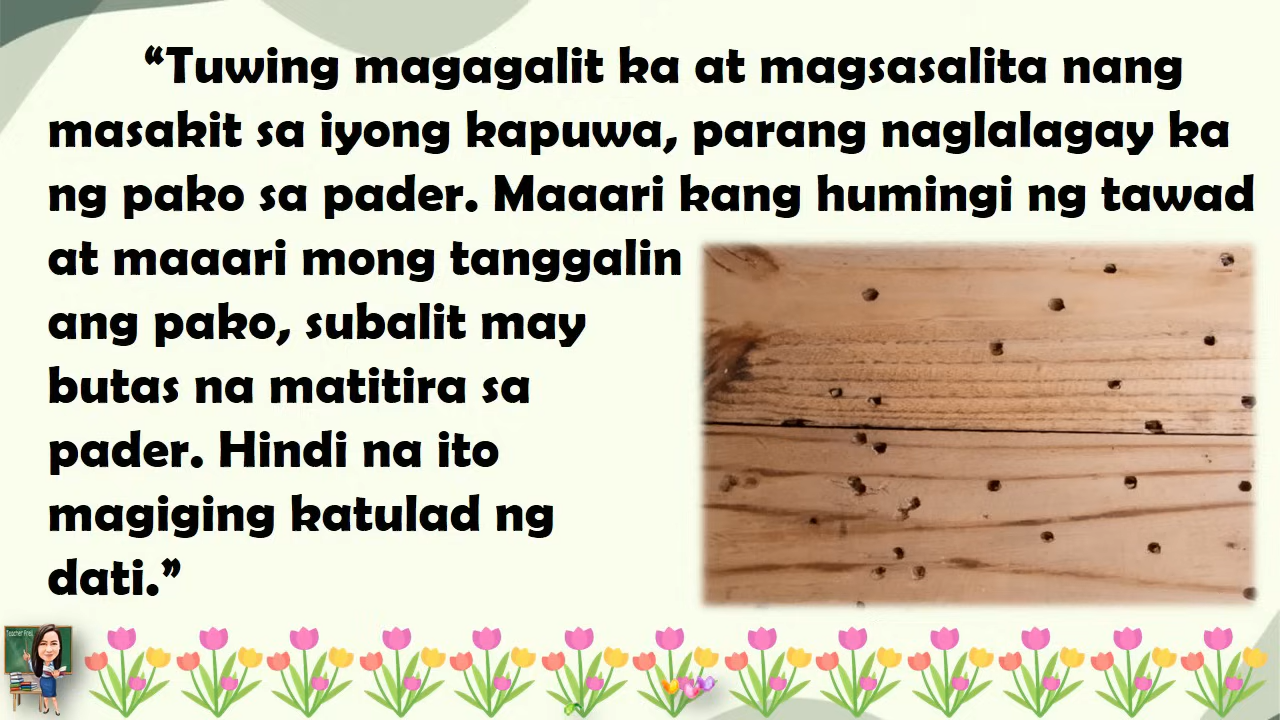 “Tuwing magagalit ka at magsasalita nang
masakit sa iyong kapuwa, parang naglalagay ka
ng pako sa pader. Maaari kang humingi ng tawad
at maaari mong tanggalin
ang pako, subalit may
butas na matitira sa
pader. Hindi na ito
magiging katulad ng
dati.”